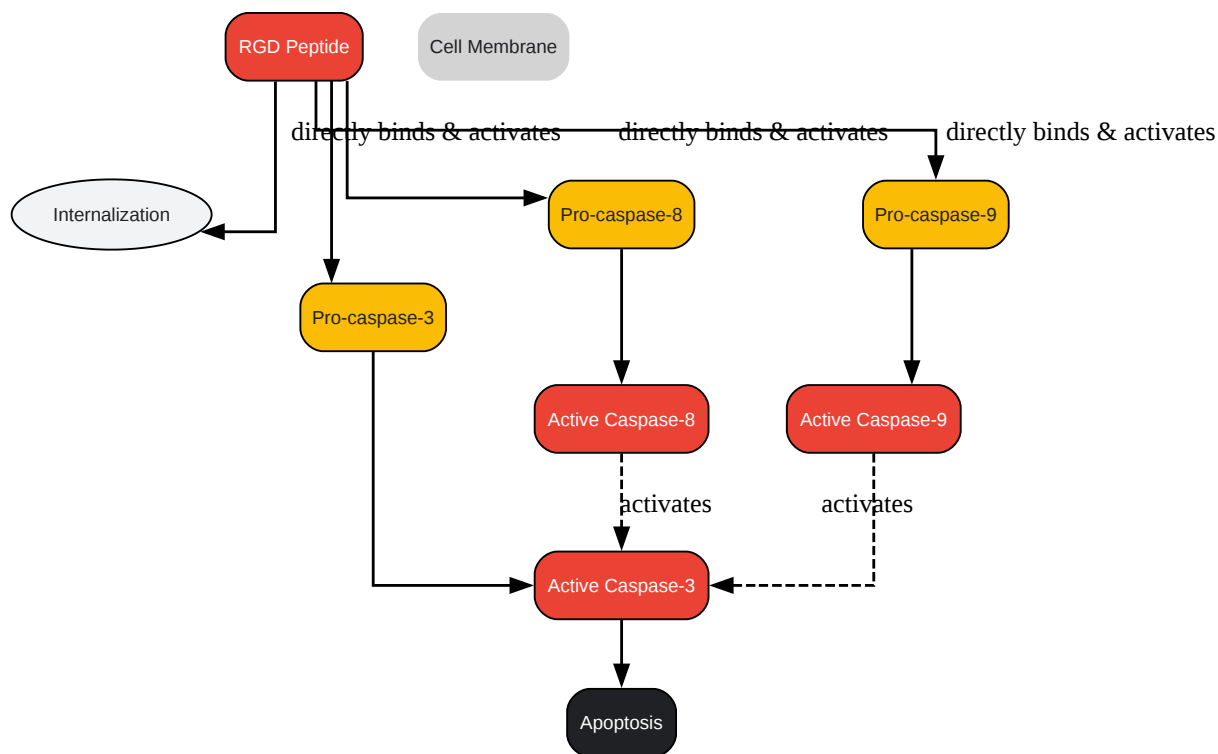 RGD Peptide
Cell Membrane
directly binds & activates
directly binds & activates
directly binds & activates
Internalization
Pro-caspase-8
Pro-caspase-9
Pro-caspase-3
Active Caspase-8
Active Caspase-9
activates
activates
Active Caspase-3
Apoptosis